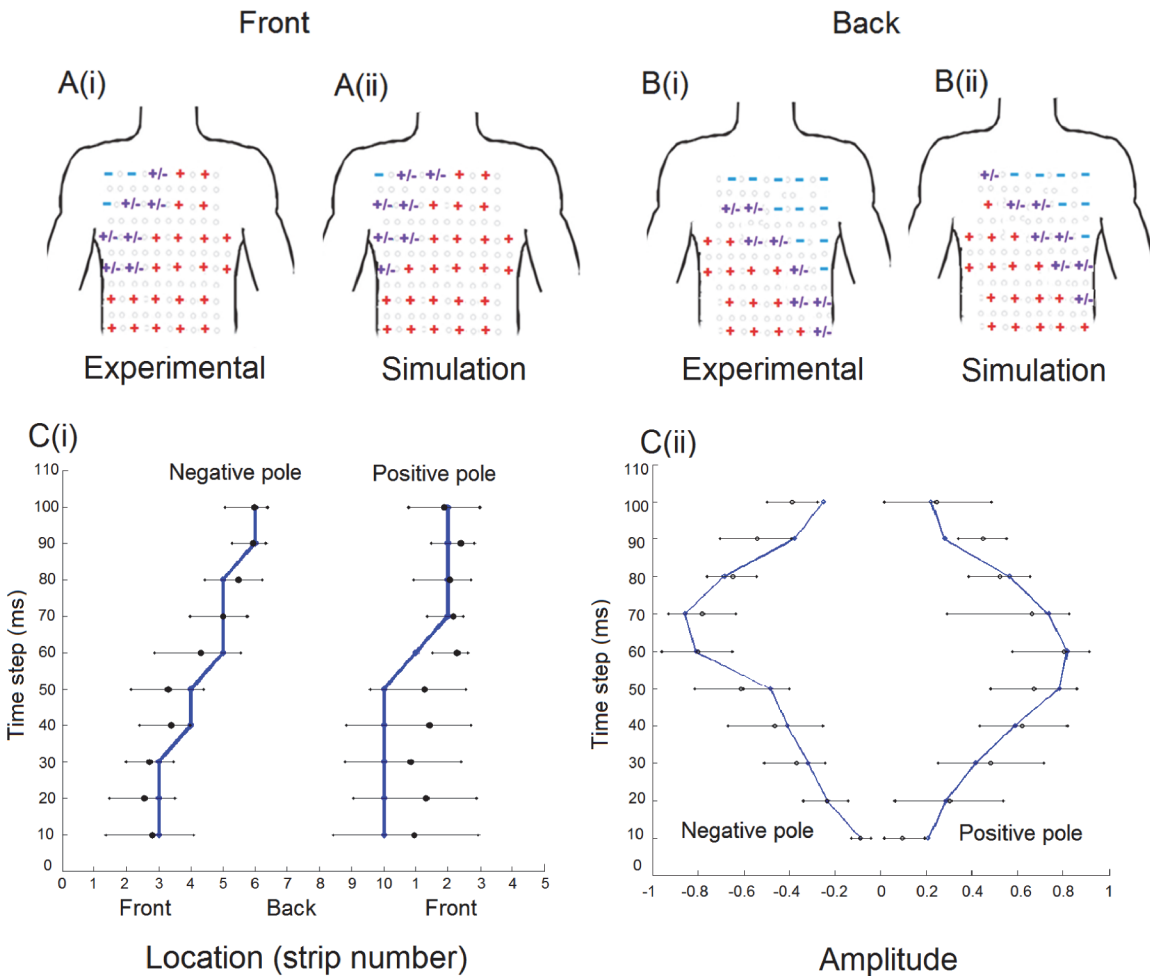 Front
Back
A(i)
- - +/- + +
- +/- +/- + +
+/- +/- + + + +
+/- +/- + + + +
+ + + + +
+ + + + +
Experimental
A(ii)
- +/- +/- + +
+/- +/- + + +
+/- +/- + + + +
+/- + + + + +
+ + + + +
+ + + + +
Simulation
B(i)
- - - - -
+/- +/- - - -
+ + +/- +/- - -
+ + + + +/- -
+ + + +/- +/-
+ + + + +/-
Experimental
B(ii)
+/- - - - -
+ +/- +/- - -
+ + + +/- +/- -
+ + + + +/- +/-
+ + + + +/-
+ + + + +
Simulation
C(i)
Negative pole
Positive pole
Time step (ms)
110
100
90
80
70
60
50
40
30
20
10
0
0 1 2 3 4 5 6 7 8 9 10 1 2 3 4 5
Front Back Front
Location (strip number)
C(ii)
Time step (ms)
110
100
90
80
70
60
50
40
30
20
10
0
Negative pole
Positive pole
-1 -0.8 -0.6 -0.4 -0.2 0 0.2 0.4 0.6 0.8 1
Amplitude